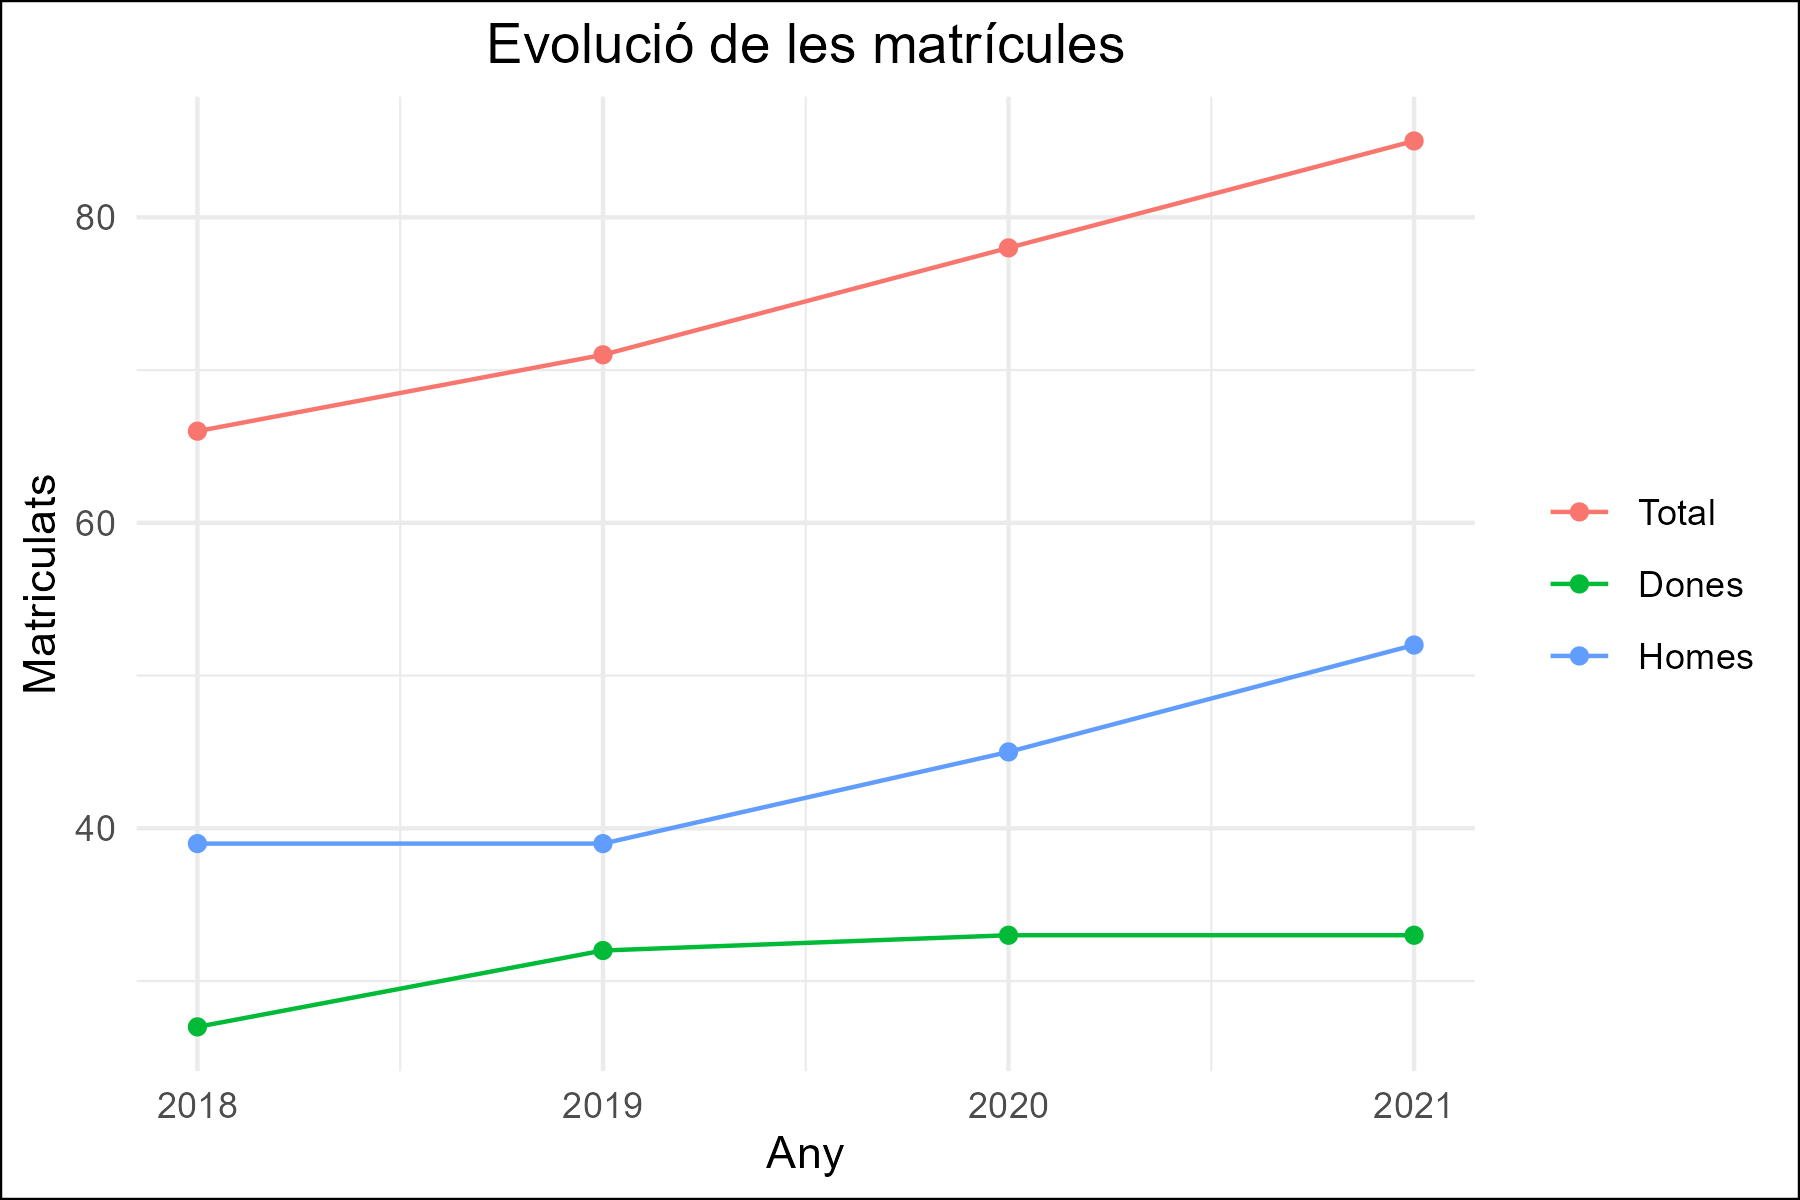 Evolució de les matrícules
Matriculats
80
60
40
2018 2019 2020 2021
Any
Total
Dones
Homes